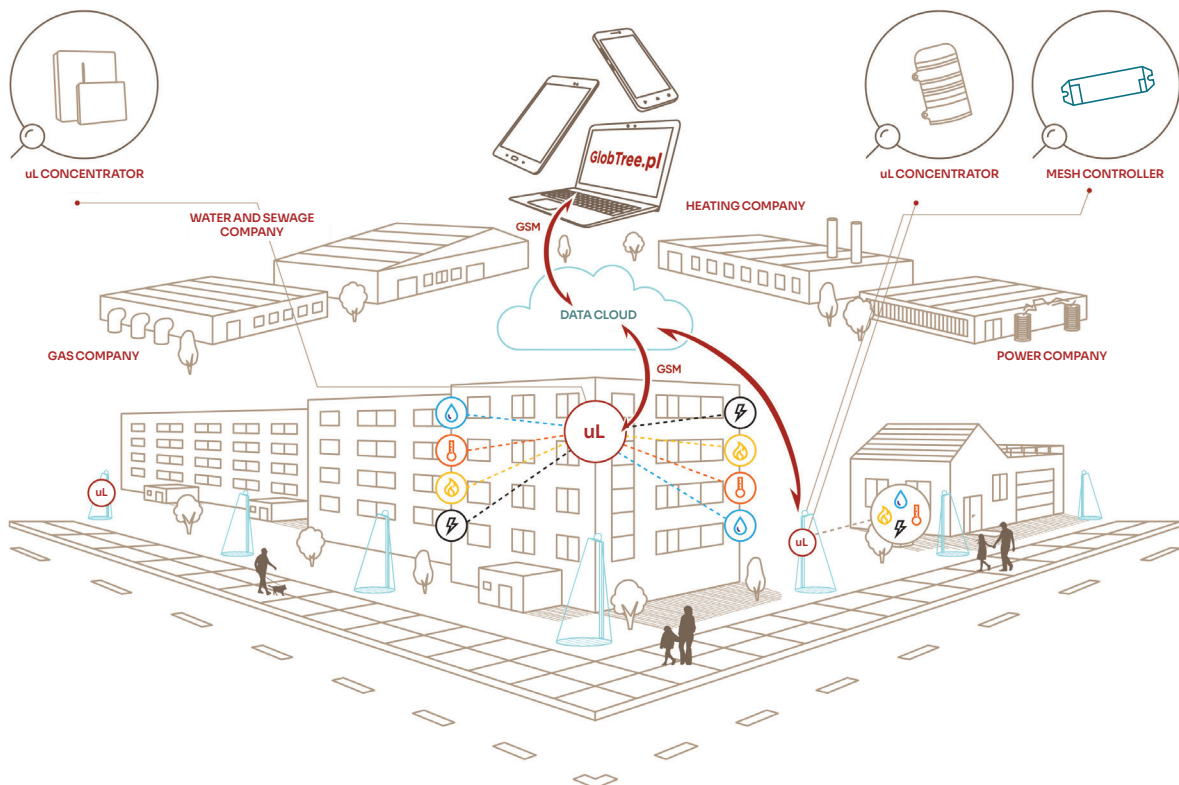 GlobTree.pl
uL CONCENTRATOR
uL CONCENTRATOR
MESH CONTROLLER
WATER AND SEWAGE
COMPANY
HEATING COMPANY
GSM
DATA CLOUD
GAS COMPANY
POWER COMPANY
GSM
uL
uL
uL